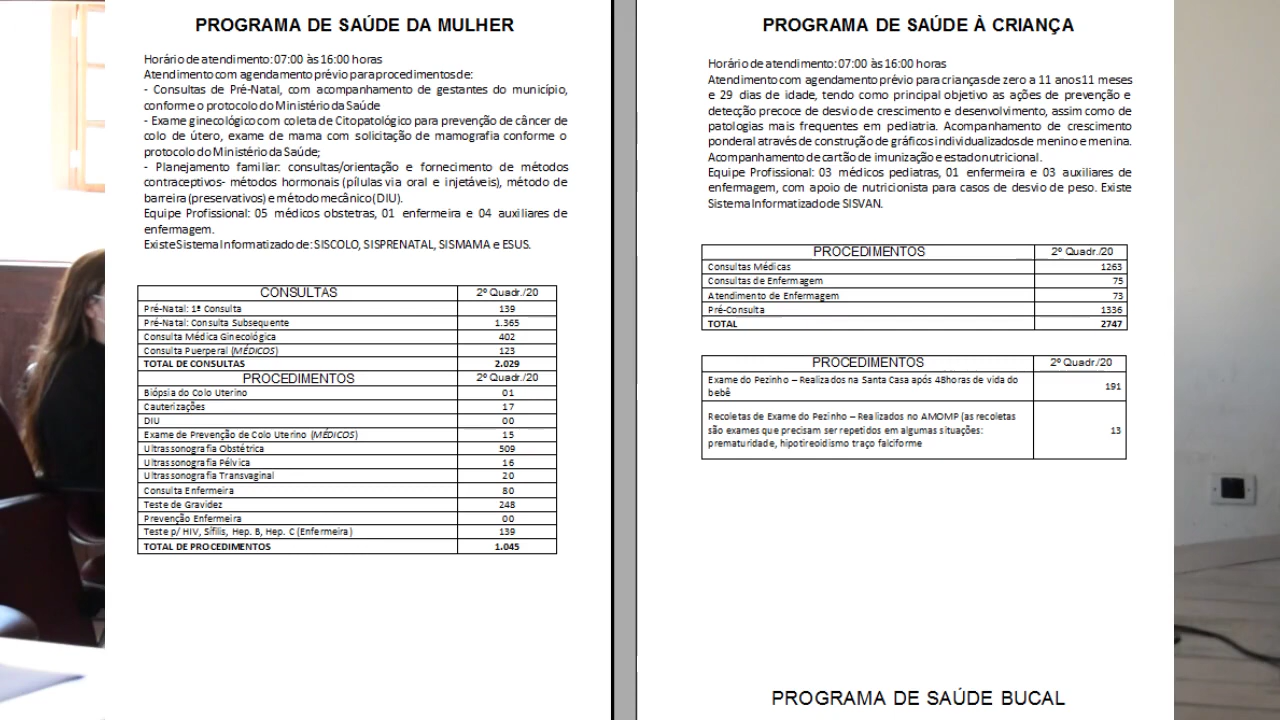 PROGRAMA DE SAÚDE DA MULHER
Horário de atendimento: 07:00 às 16:00 horas
Atendimento com agendamento prévio para procedimentos de:
- Consultas de Pré-Natal, com acompanhamento de gestantes do município,
conforme o protocolo do Ministério da Saúde
- Exame ginecológico com coleta de Citopatológico para prevenção de câncer de
colo de útero, exame de mama com solicitação de mamografia conforme o
protocolo do Ministério da Saúde;
- Planejamento familiar: consultas/orientação e fornecimento de métodos
contraceptivos- métodos hormonais (pílulas via oral e injetáveis), método de
barreira (preservativos) e método mecânico (DIU).
Equipe Profissional: 05 médicos obstetras, 01 enfermeira e 04 auxiliares de
enfermagem.
Existe Sistema Informatizado de: SISCOLO, SISPRENATAL, SISMAMA e ESUS.
CONSULTAS 2º Quadr./20
Pré-Natal: 1ª Consulta 139
Pré-Natal: Consulta Subsequente 1.365
Consulta Médica Ginecológica 402
Consulta Puerperal (MÉDICOS) 123
TOTAL DE CONSULTAS 2.029
PROCEDIMENTOS 2º Quadr./20
Biópsia do Colo Uterino 01
Cauterizações 17
DIU 00
Exame de Prevenção de Colo Uterino (MÉDICOS) 15
Ultrassonografia Obstétrica 509
Ultrassonografia Pélvica 16
Ultrassonografia Transvaginal 20
Consulta Enfermeira 80
Teste de Gravidez 248
Prevenção Enfermeira 00
Teste p/ HIV, Sífilis, Hep. B, Hep. C (Enfermeira) 139
TOTAL DE PROCEDIMENTOS 1.045
PROGRAMA DE SAÚDE À CRIANÇA
Horário de atendimento: 07:00 às 16:00 horas
Atendimento com agendamento prévio para crianças de zero a 11 anos 11 meses
e 29 dias de idade, tendo como principal objetivo as ações de prevenção e
detecção precoce de desvio de crescimento e desenvolvimento, assim como de
patologias mais frequentes em pediatria. Acompanhamento de crescimento
ponderal através de construção de gráficos individualizados de menino e menina.
Acompanhamento de cartão de imunização e estado nutricional.
Equipe Profissional: 03 médicos pediatras, 01 enfermeira e 03 auxiliares de
enfermagem, com apoio de nutricionista para casos de desvio de peso. Existe
Sistema Informatizado de SISVAN.
PROCEDIMENTOS 2º Quadr./20
Consultas Médicas 1263
Consultas de Enfermagem 75
Atendimento de Enfermagem 73
Pré-Consulta 1336
TOTAL 2747
PROCEDIMENTOS 2º Quadr./20
Exame do Pezinho – Realizados na Santa Casa após 48horas de vida do
bebê 191
Recoletas de Exame do Pezinho – Realizados no AMOMP (as recoletas
são exames que precisam ser repetidos em algumas situações: 13
prematuridade, hipotireoidismo traço falciforme
PROGRAMA DE SAÚDE BUCAL